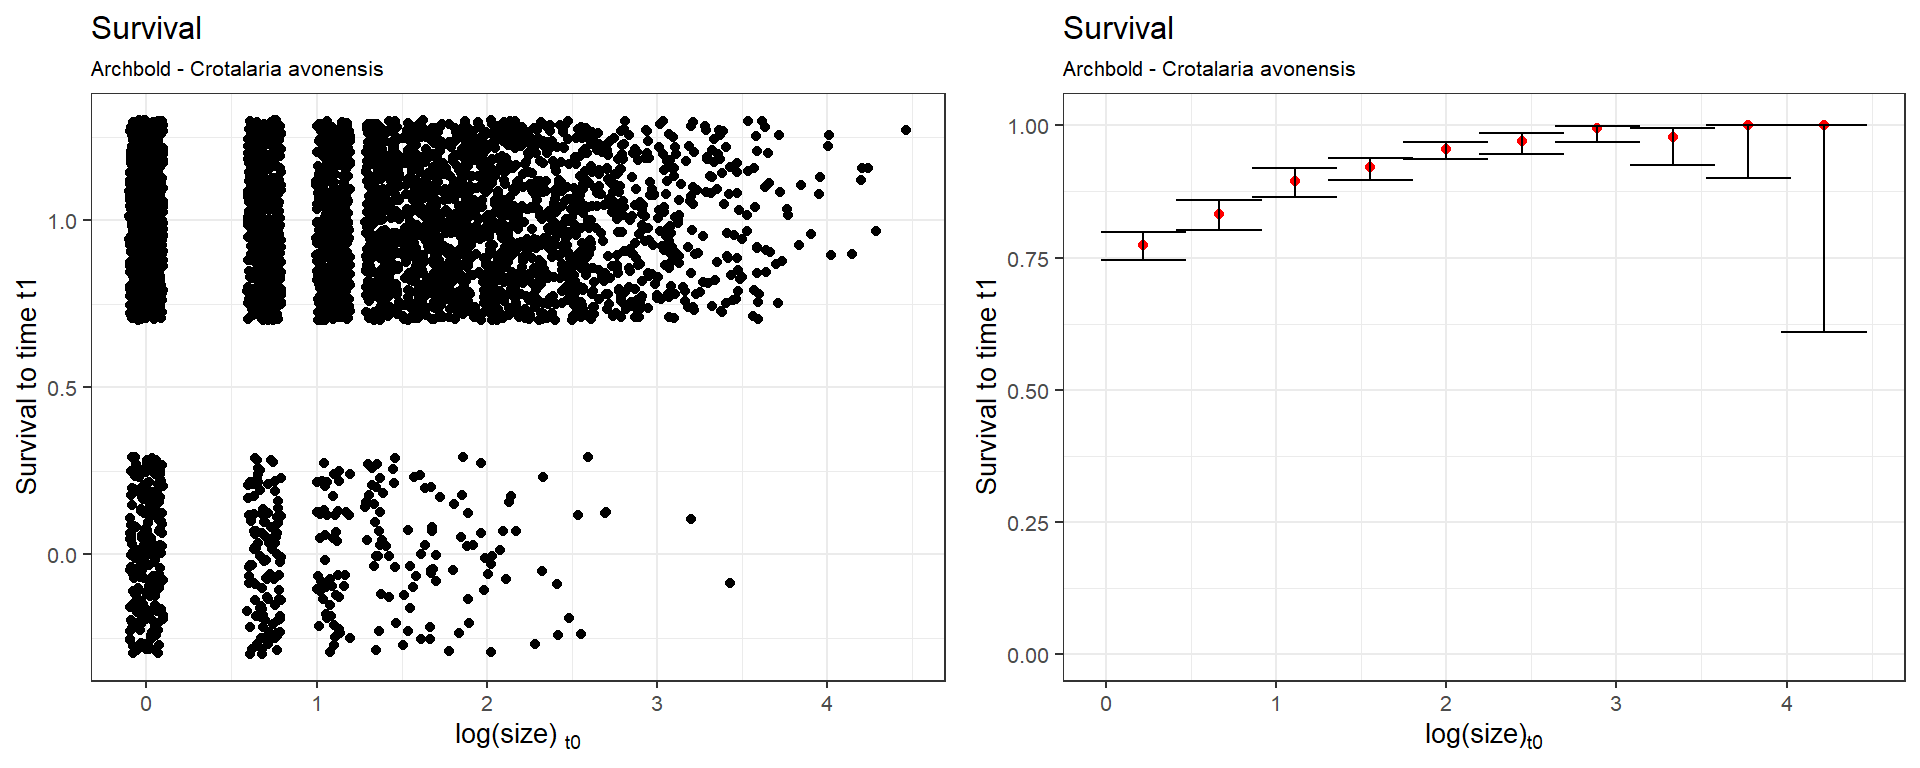 Survival
Archbold - Crotalaria avonensis
Survival to time t1
1.0
0.5
0.0
0 1 2 3 4
log(size) t0
Survival
Archbold - Crotalaria avonensis
Survival to time t1
1.00
0.75
0.50
0.25
0.00
0 1 2 3 4
log(size)t0